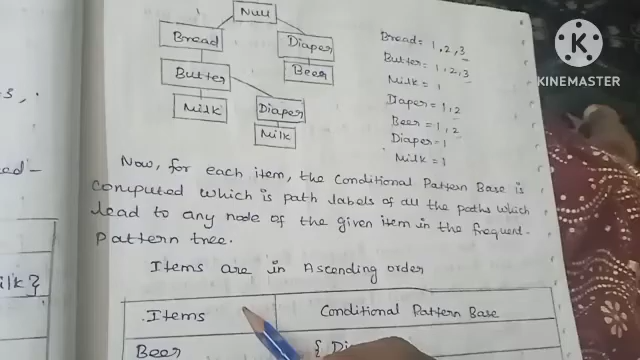 Null
Bread
Diaper
Butter
Beer
Milk
Diaper
Milk
Bread = 1, 2, 3
Butter = 1, 2, 3
Milk = 1
Daper = 1, 2
Beer = 1, 2
Diaper = 1
Milk = 1
K
KINEMASTER
Now, for each item, the Conditional Pattern Base is
computed which is path labels of all the paths which
lead to any node of the given item in the frequent-
pattern tree.
Items are in Ascending order
ilk}
Items
Conditional Pattern Base
Beer